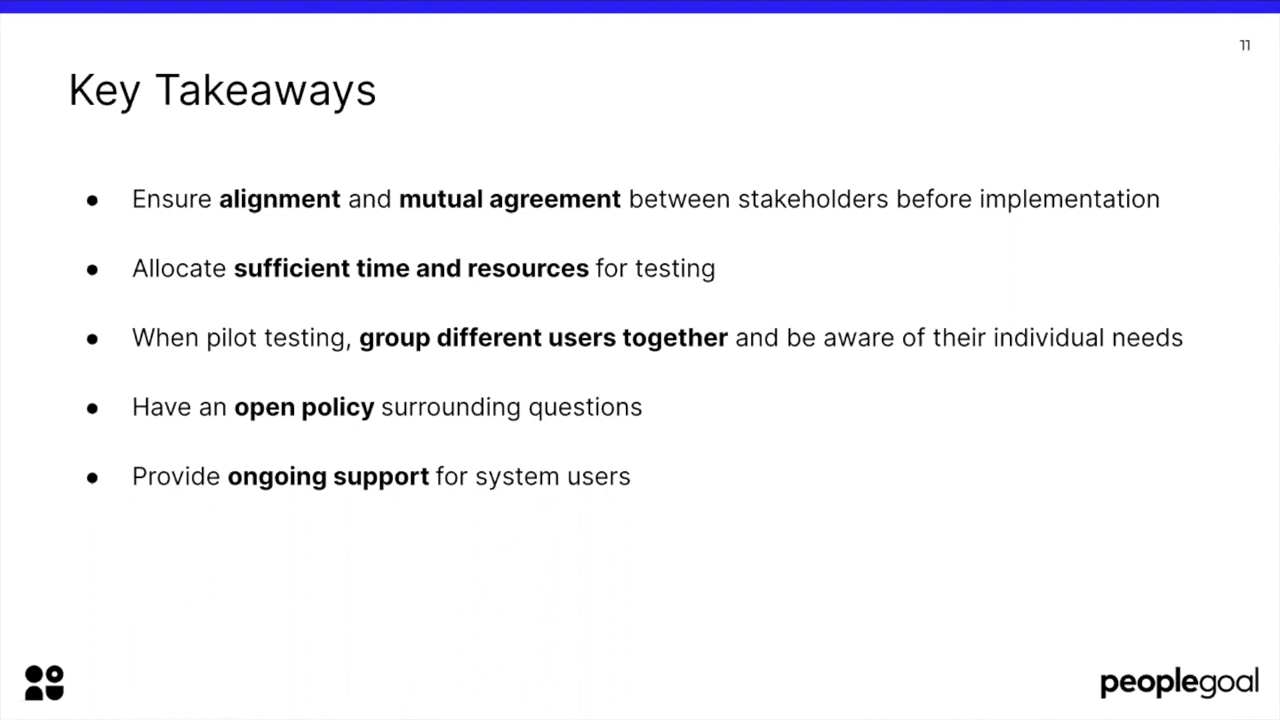 11
Key Takeaways
● Ensure alignment and mutual agreement between stakeholders before implementation
● Allocate sufficient time and resources for testing
● When pilot testing, group different users together and be aware of their individual needs
● Have an open policy surrounding questions
● Provide ongoing support for system users
peoplegoal